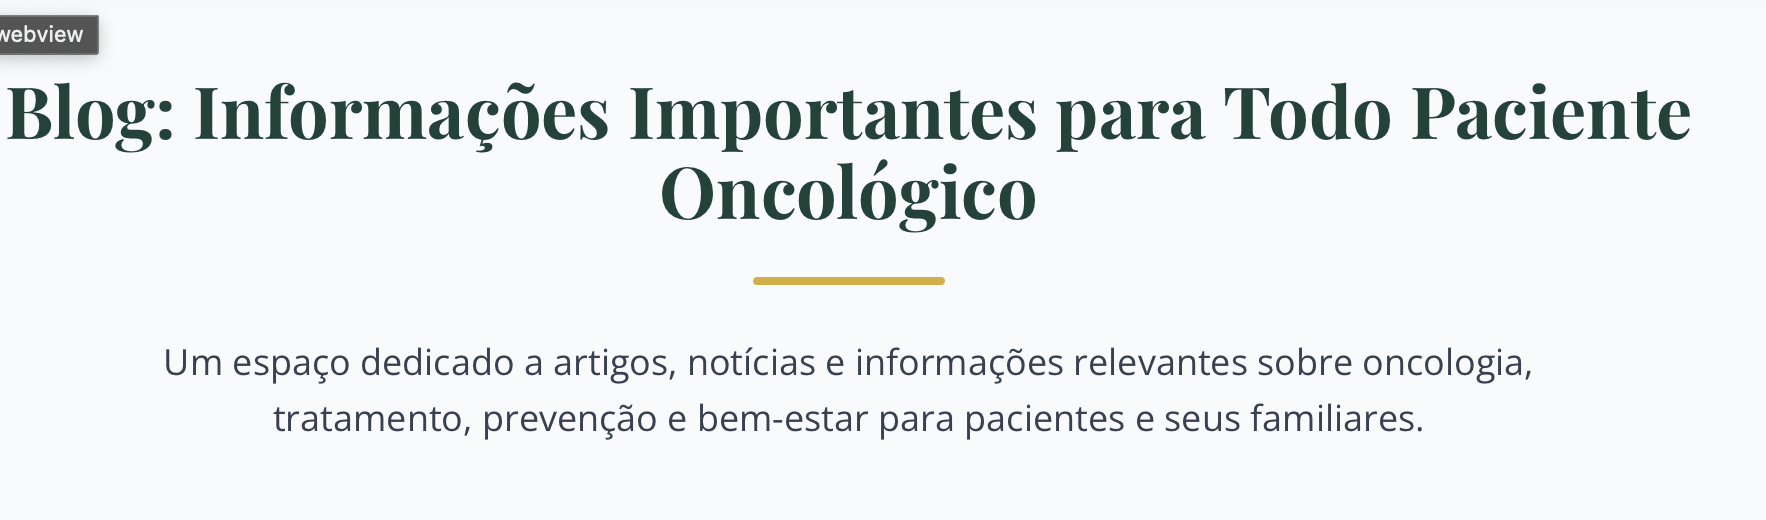 webview
Blog: Informações Importantes para Todo Paciente
Oncológico
Um espaço dedicado a artigos, notícias e informações relevantes sobre oncologia,
tratamento, prevenção e bem-estar para pacientes e seus familiares.